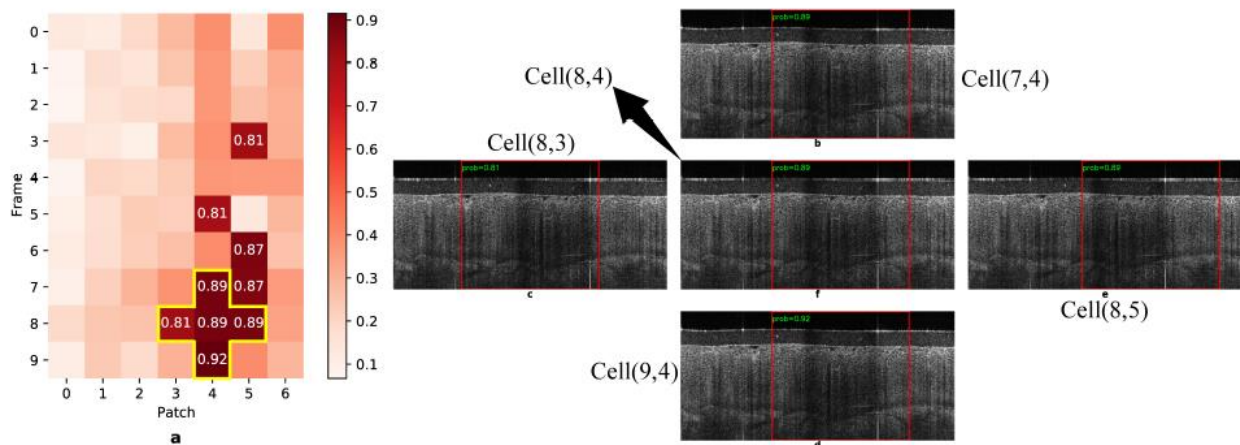 0
1
2
3
4
5
6
7
8
9
Frame
0 1 2 3 4 5 6
Patch
a
0.81
0.81
0.87
0.89 0.87
0.81 0.89 0.89
0.92
0.9
0.8
0.7
0.6
0.5
0.4
0.3
0.2
0.1
prob=0.89
Cell(7,4)
b
Cell(8,4)
Cell(8,3)
prob=0.81
c
prob=0.89
f
prob=0.89
e
Cell(8,5)
prob=0.92
Cell(9,4)
d